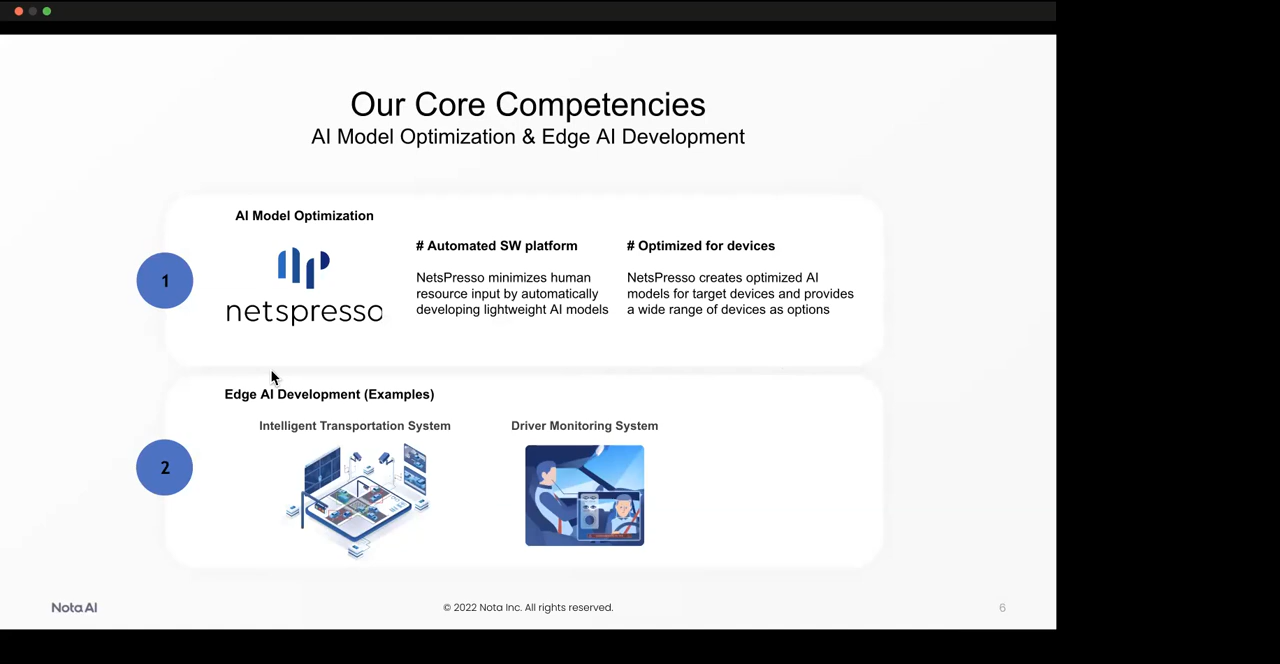 Our Core Competencies
AI Model Optimization & Edge AI Development
1
AI Model Optimization
netspresso
# Automated SW platform
NetsPresso minimizes human
resource input by automatically
developing lightweight AI models
# Optimized for devices
NetsPresso creates optimized AI
models for target devices and provides
a wide range of devices as options
2
Edge AI Development (Examples)
Intelligent Transportation System
Driver Monitoring System
Nota AI
© 2022 Nota Inc. All rights reserved.
6